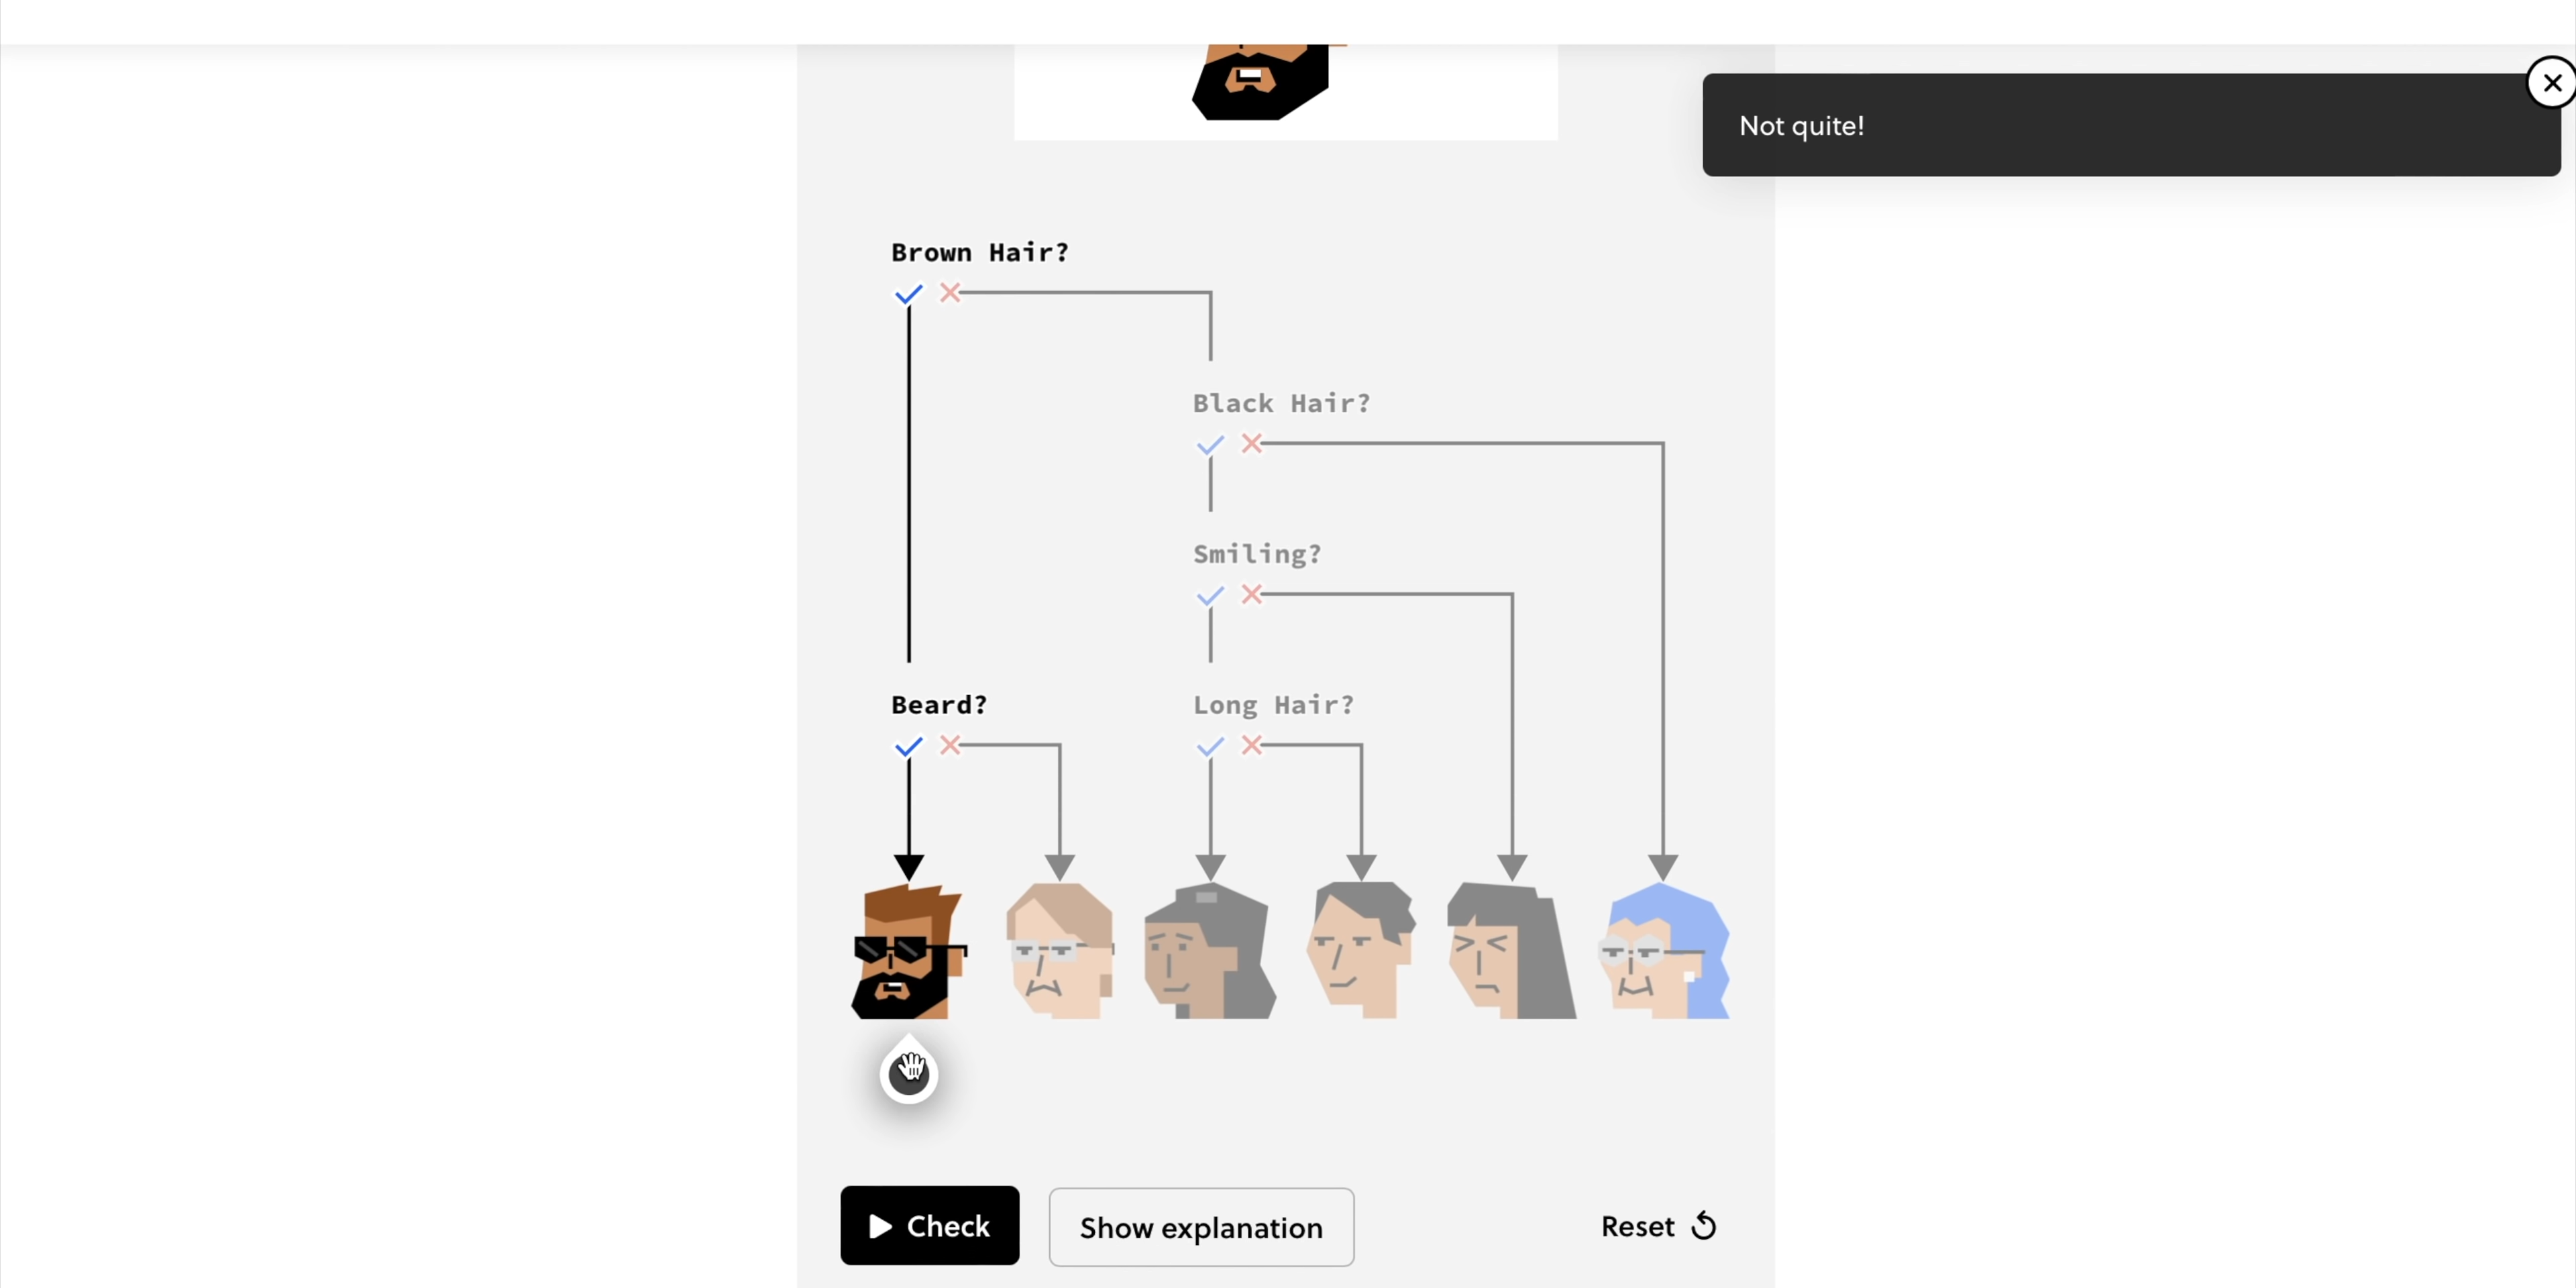 Not quite!
Brown Hair?
Black Hair?
Smiling?
Beard?
Long Hair?
Check
Show explanation
Reset